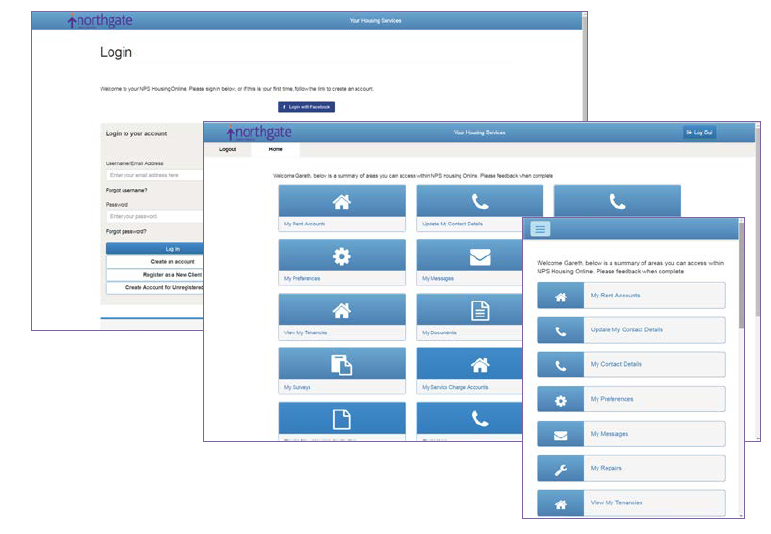 northgate
Your Housing Services
Login
Welcome to your NPS Housing Online. Please sign in below, or if this is your first time, follow the link to create an account.
f Login with Facebook
Login to your account
Username/Email Address
Enter your email address here
Forgot username?
Password
Enter your password
Forgot password?
Log In
Create an account
Register as a New Client
Create Account for Unregistered
northgate
Your Housing Services
Log Out
Logout
Home
Welcome Gareth, below is a summary of areas you can access within NPS Housing Online. Please feedback when complete
My Rent Accounts
Update My Contact Details
My Preferences
My Messages
View My Tenancies
My Documents
My Surveys
My Service Charge Accounts
Welcome Gareth, below is a summary of areas you can access within
NPS Housing Online. Please feedback when complete
My Rent Accounts
Update My Contact Details
My Contact Details
My Preferences
My Messages
My Repairs
View My Tenancies